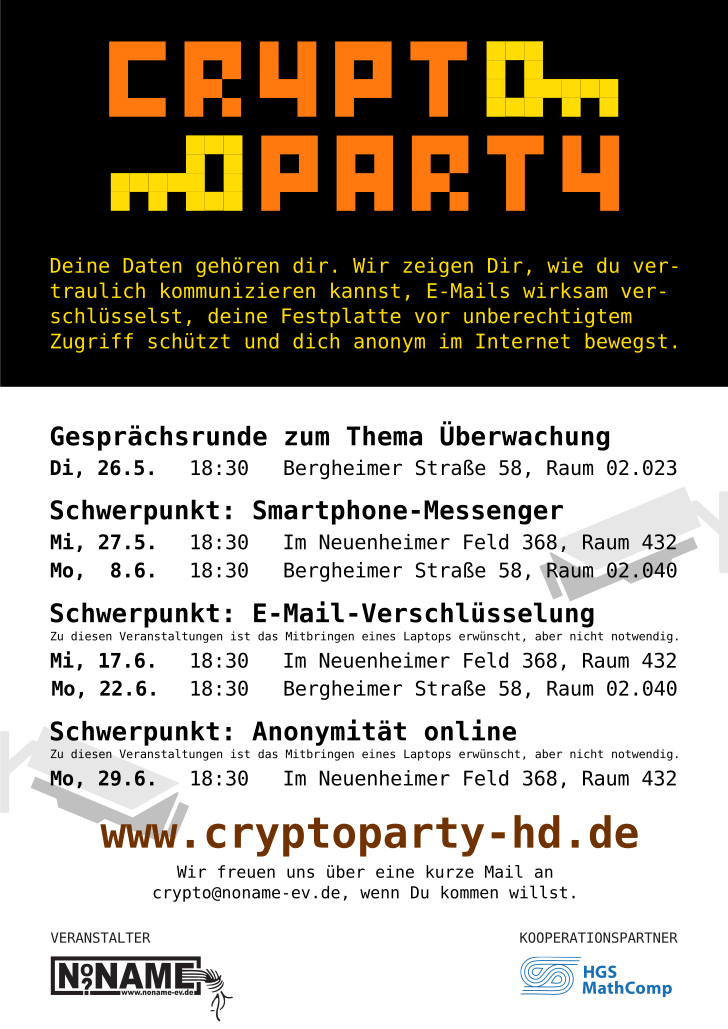 CRYPTO
PARTY
Deine Daten gehören dir. Wir zeigen Dir, wie du ver-
traulich kommunizieren kannst, E-Mails wirksam ver-
schlüsselst, deine Festplatte vor unberechtigtem
Zugriff schützt und dich anonym im Internet bewegst.
Gesprächsrunde zum Thema Überwachung
Di, 26.5. 18:30 Bergheimer Straße 58, Raum 02.023
Schwerpunkt: Smartphone-Messenger
Mi, 27.5. 18:30 Im Neuenheimer Feld 368, Raum 432
Mo, 8.6. 18:30 Bergheimer Straße 58, Raum 02.040
Schwerpunkt: E-Mail-Verschlüsselung
Zu diesen Veranstaltungen ist das Mitbringen eines Laptops erwünscht, aber nicht notwendig.
Mi, 17.6. 18:30 Im Neuenheimer Feld 368, Raum 432
Mo, 22.6. 18:30 Bergheimer Straße 58, Raum 02.040
Schwerpunkt: Anonymität online
Zu diesen Veranstaltungen ist das Mitbringen eines Laptops erwünscht, aber nicht notwendig.
Mo, 29.6. 18:30 Im Neuenheimer Feld 368, Raum 432
www.cryptoparty-hd.de
Wir freuen uns über eine kurze Mail an
crypto@noname-ev.de, wenn Du kommen willst.
VERANSTALTER KOOPERATIONSPARTNER
NoNAME e.V.
www.noname-ev.de
HGS
MathComp